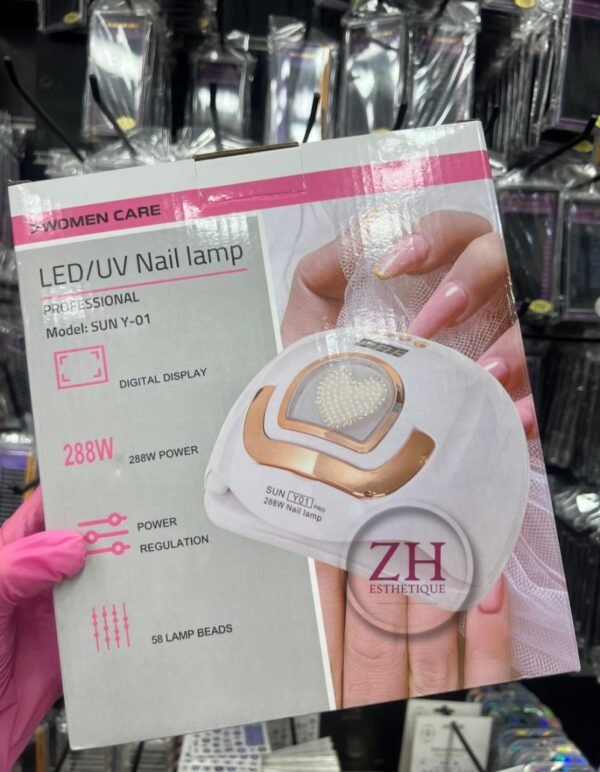 WOMEN CARE
LED/UV Nail lamp
PROFESSIONAL
Model: SUN Y-01
DIGITAL DISPLAY
288W
288W POWER
POWER
REGULATION
58 LAMP BEADS
SUN Y01 PRO
288W Nail lamp
ZH
ESTHETIQUE